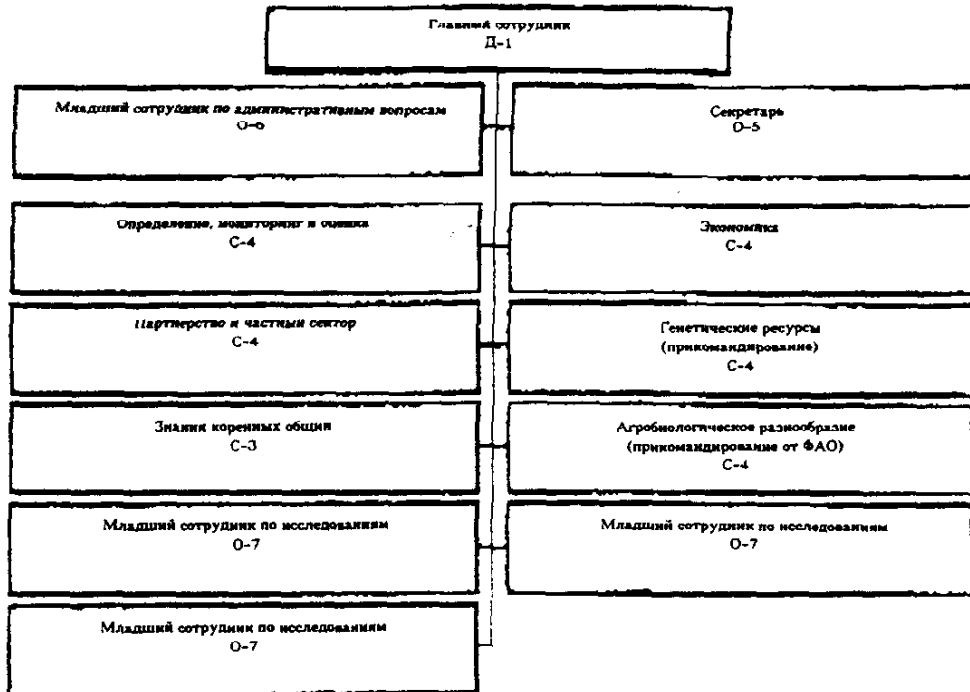 Главный сотрудник
Д-1
Младший сотрудник по административным вопросам
О-6
Секретарь
О-5
Определение, мониторинг и оценка
С-4
Экономика
С-4
Партнерство и частный сектор
С-4
Генетические ресурсы
(прикомандирование)
С-4
Знания коренных общин
С-3
Агробиологическое разнообразие
(прикомандирование от ФАО)
С-4
Младший сотрудник по исследованиям
О-7
Младший сотрудник по исследованиям
О-7
Младший сотрудник по исследованиям
О-7